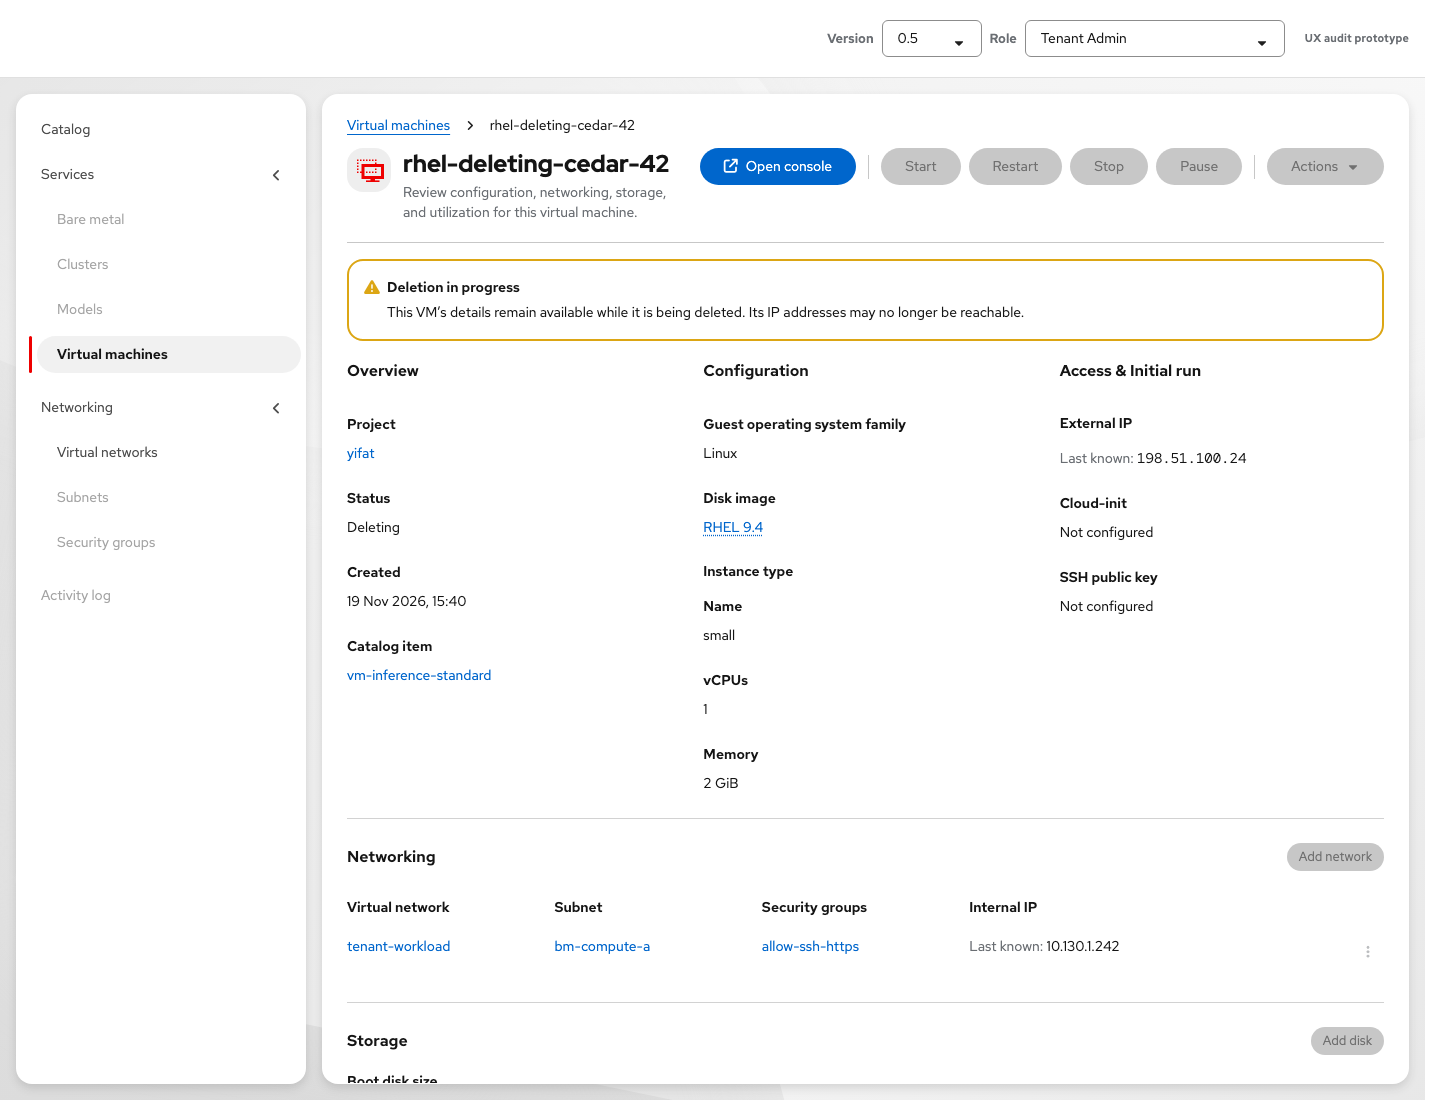 Version 0.5 Role Tenant Admin UX audit prototype
Catalog
Services
Bare metal
Clusters
Models
Virtual machines
Networking
Virtual networks
Subnets
Security groups
Activity log
Virtual machines > rhel-deleting-cedar-42
rhel-deleting-cedar-42
Review configuration, networking, storage,
and utilization for this virtual machine.
Open console Start Restart Stop Pause Actions
Deletion in progress
This VM’s details remain available while it is being deleted. Its IP addresses may no longer be reachable.
Overview
Project
yifat
Status
Deleting
Created
19 Nov 2026, 15:40
Catalog item
vm-inference-standard
Configuration
Guest operating system family
Linux
Disk image
RHEL 9.4
Instance type
Name
small
vCPUs
1
Memory
2 GiB
Access & Initial run
External IP
Last known: 198.51.100.24
Cloud-init
Not configured
SSH public key
Not configured
Networking Add network
Virtual network Subnet Security groups Internal IP
tenant-workload bm-compute-a allow-ssh-https Last known: 10.130.1.242
Storage Add disk
Boot disk size